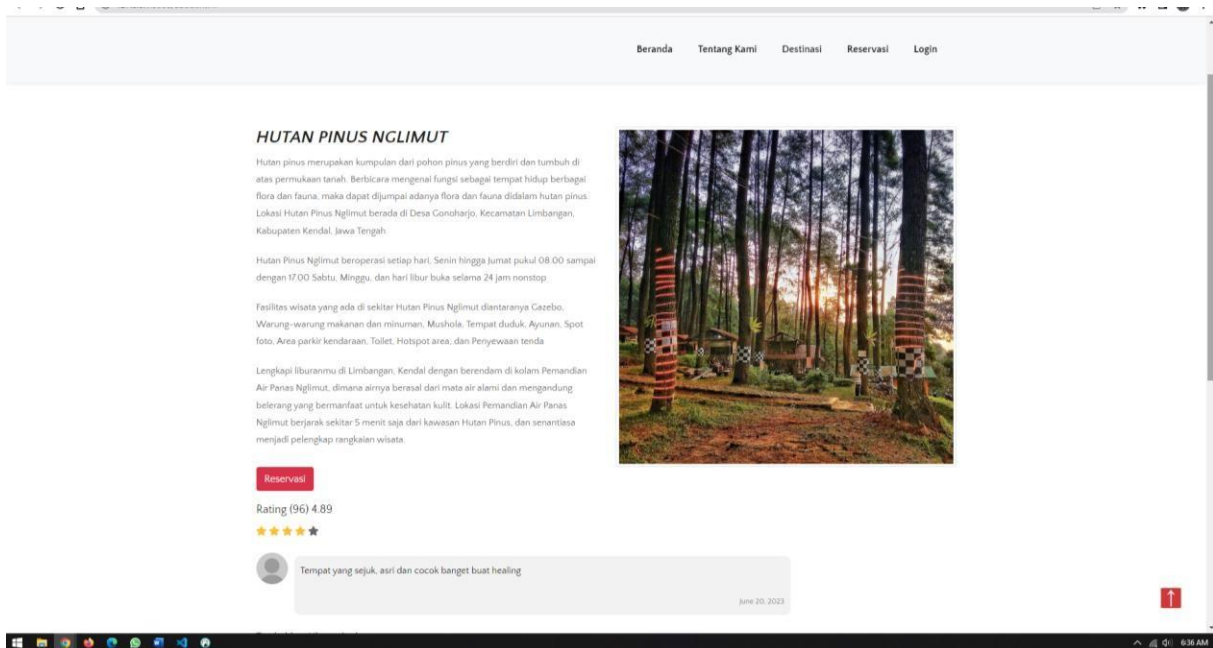 Beranda Tentang Kami Destinasi Reservasi Login
HUTAN PINUS NGLIMUT
Hutan pinus merupakan kumpulan dari pohon pinus yang berdiri dan tumbuh di
atas permukaan tanah. Berbicara mengenai fungsi sebagai tempat hidup berbagai
flora dan fauna, maka dapat dijumpai adanya flora dan fauna didalam hutan pinus.
Lokasi Hutan Pinus Nglimut berada di Desa Gonoharjo, Kecamatan Limbangan,
Kabupaten Kendal, Jawa Tengah
Hutan Pinus Nglimut beroperasi setiap hari, Senin hingga Jumat pukul 08.00 sampai
dengan 17.00 Sabtu, Minggu, dan hari libur buka selama 24 jam nonstop
Fasilitas wisata yang ada di sekitar Hutan Pinus Nglimut diantaranya Gazebo,
Warung-warung makanan dan minuman, Mushola, Tempat duduk, Ayunan, Spot
foto, Area parkir kendaraan, Toilet, Hotspot area, dan Penyewaan tenda
Lengkapi liburanmu di Limbangan, Kendal dengan berendam di kolam Pemandian
Air Panas Nglimut, dimana airnya berasal dari mata air alami dan mengandung
belerang yang bermanfaat untuk kesehatan kulit. Lokasi Pemandian Air Panas
Nglimut berjarak sekitar 5 menit saja dari kawasan Hutan Pinus, dan senantiasa
menjadi pelengkap rangkaian wisata.
Reservasi
Rating (96) 4.89
Tempat yang sejuk, asri dan cocok banget buat healing
June 20, 2023
6:36 AM